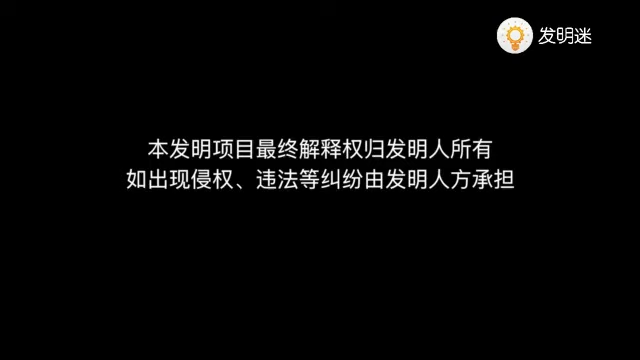 发明迷
本发明项目最终解释权归发明人所有
如出现侵权、违法等纠纷由发明人方承担